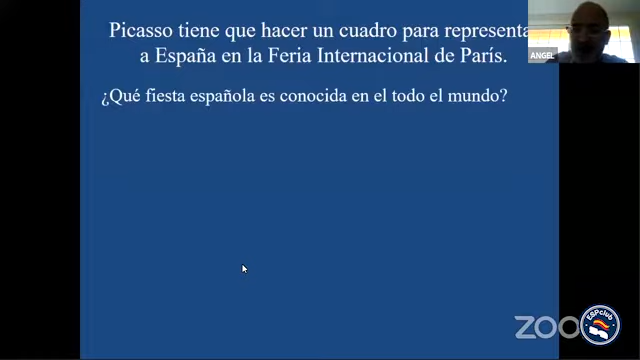 Picasso tiene que hacer un cuadro para representa
a España en la Feria Internacional de París.
ANGEL
¿Qué fiesta española es conocida en el todo el mundo?
ZOO
ESPclub